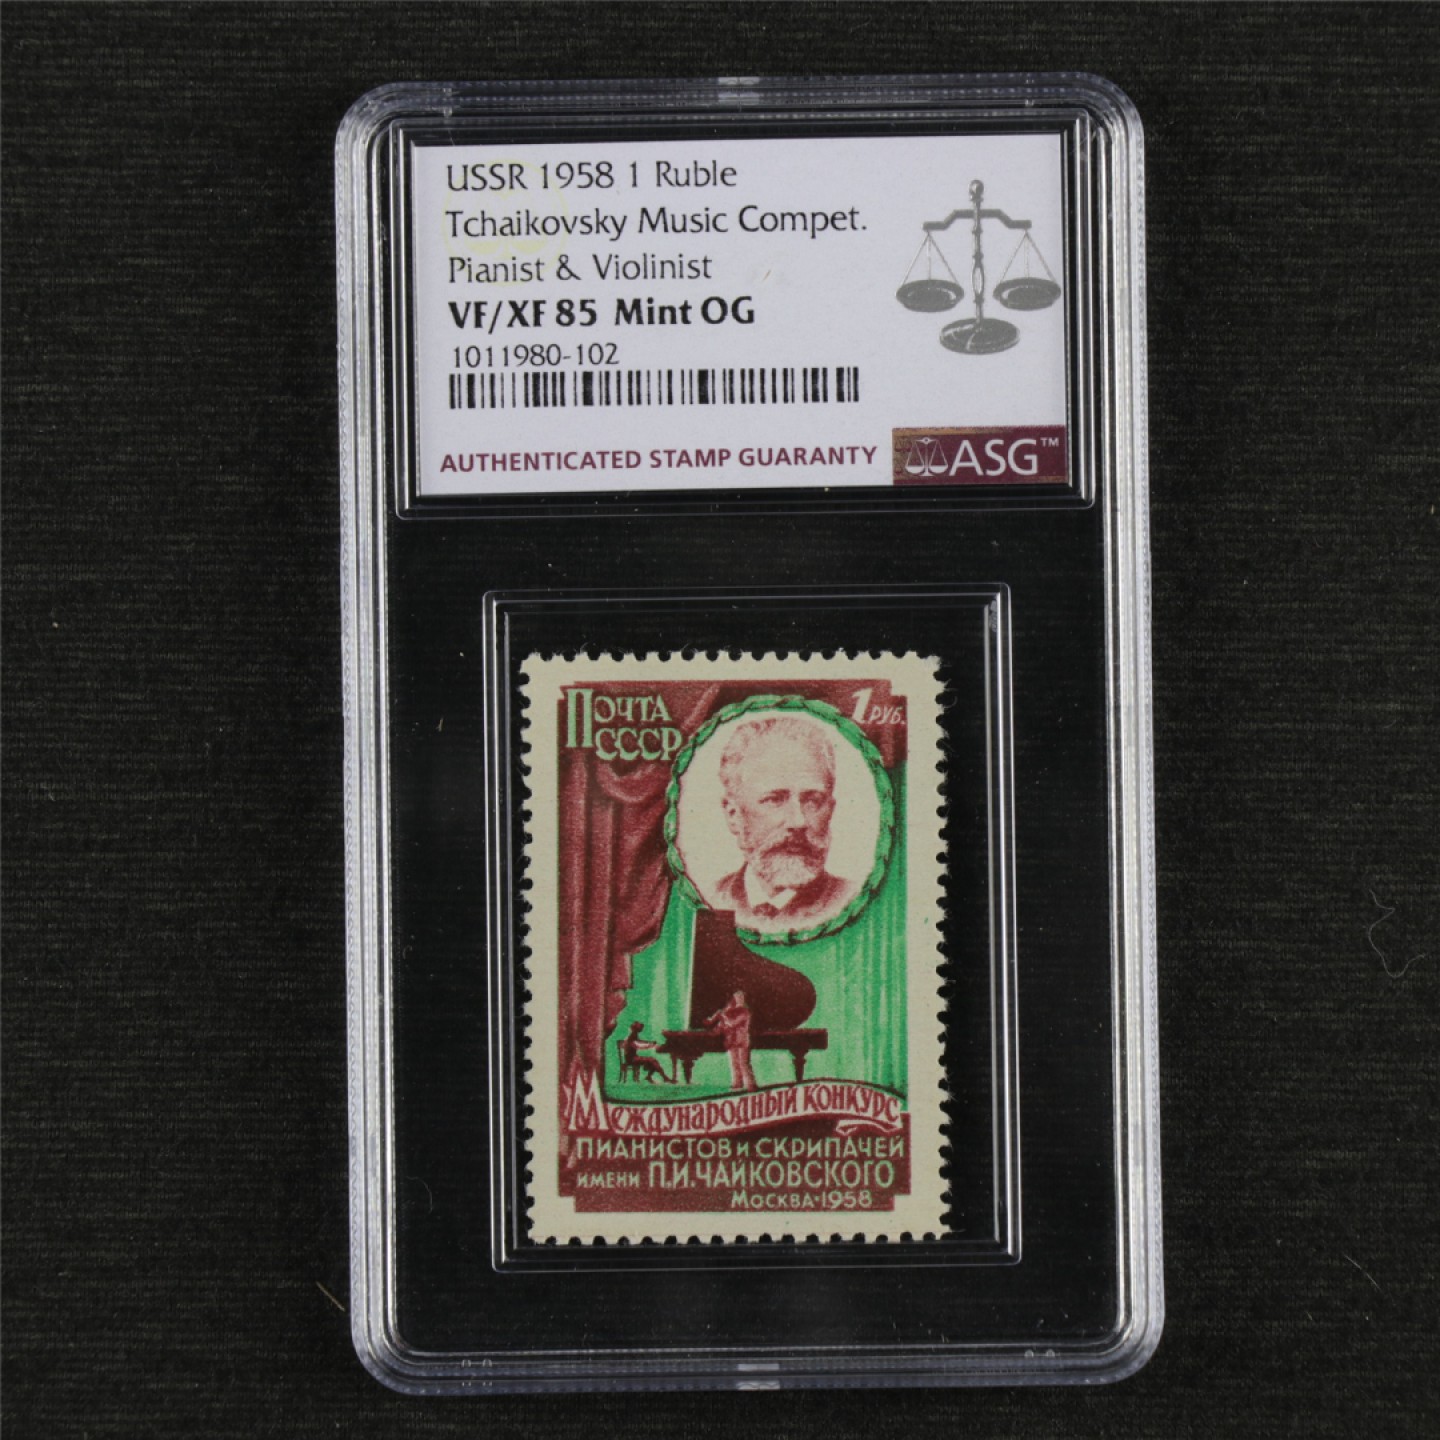 USSR 1958 1 Ruble
Tchaikovsky Music Compet.
Pianist & Violinist
VF/XF 85 Mint OG
1011980-102
AUTHENTICATED STAMP GUARANTY
ASG™
ПОЧТА
СССР
1 РУБ.
МЕЖДУНАРОДНЫЙ КОНКУРС
ПИАНИСТОВ И СКРИПАЧЕЙ
ИМЕНИ П.И.ЧАЙКОВСКОГО
МОСКВА·1958